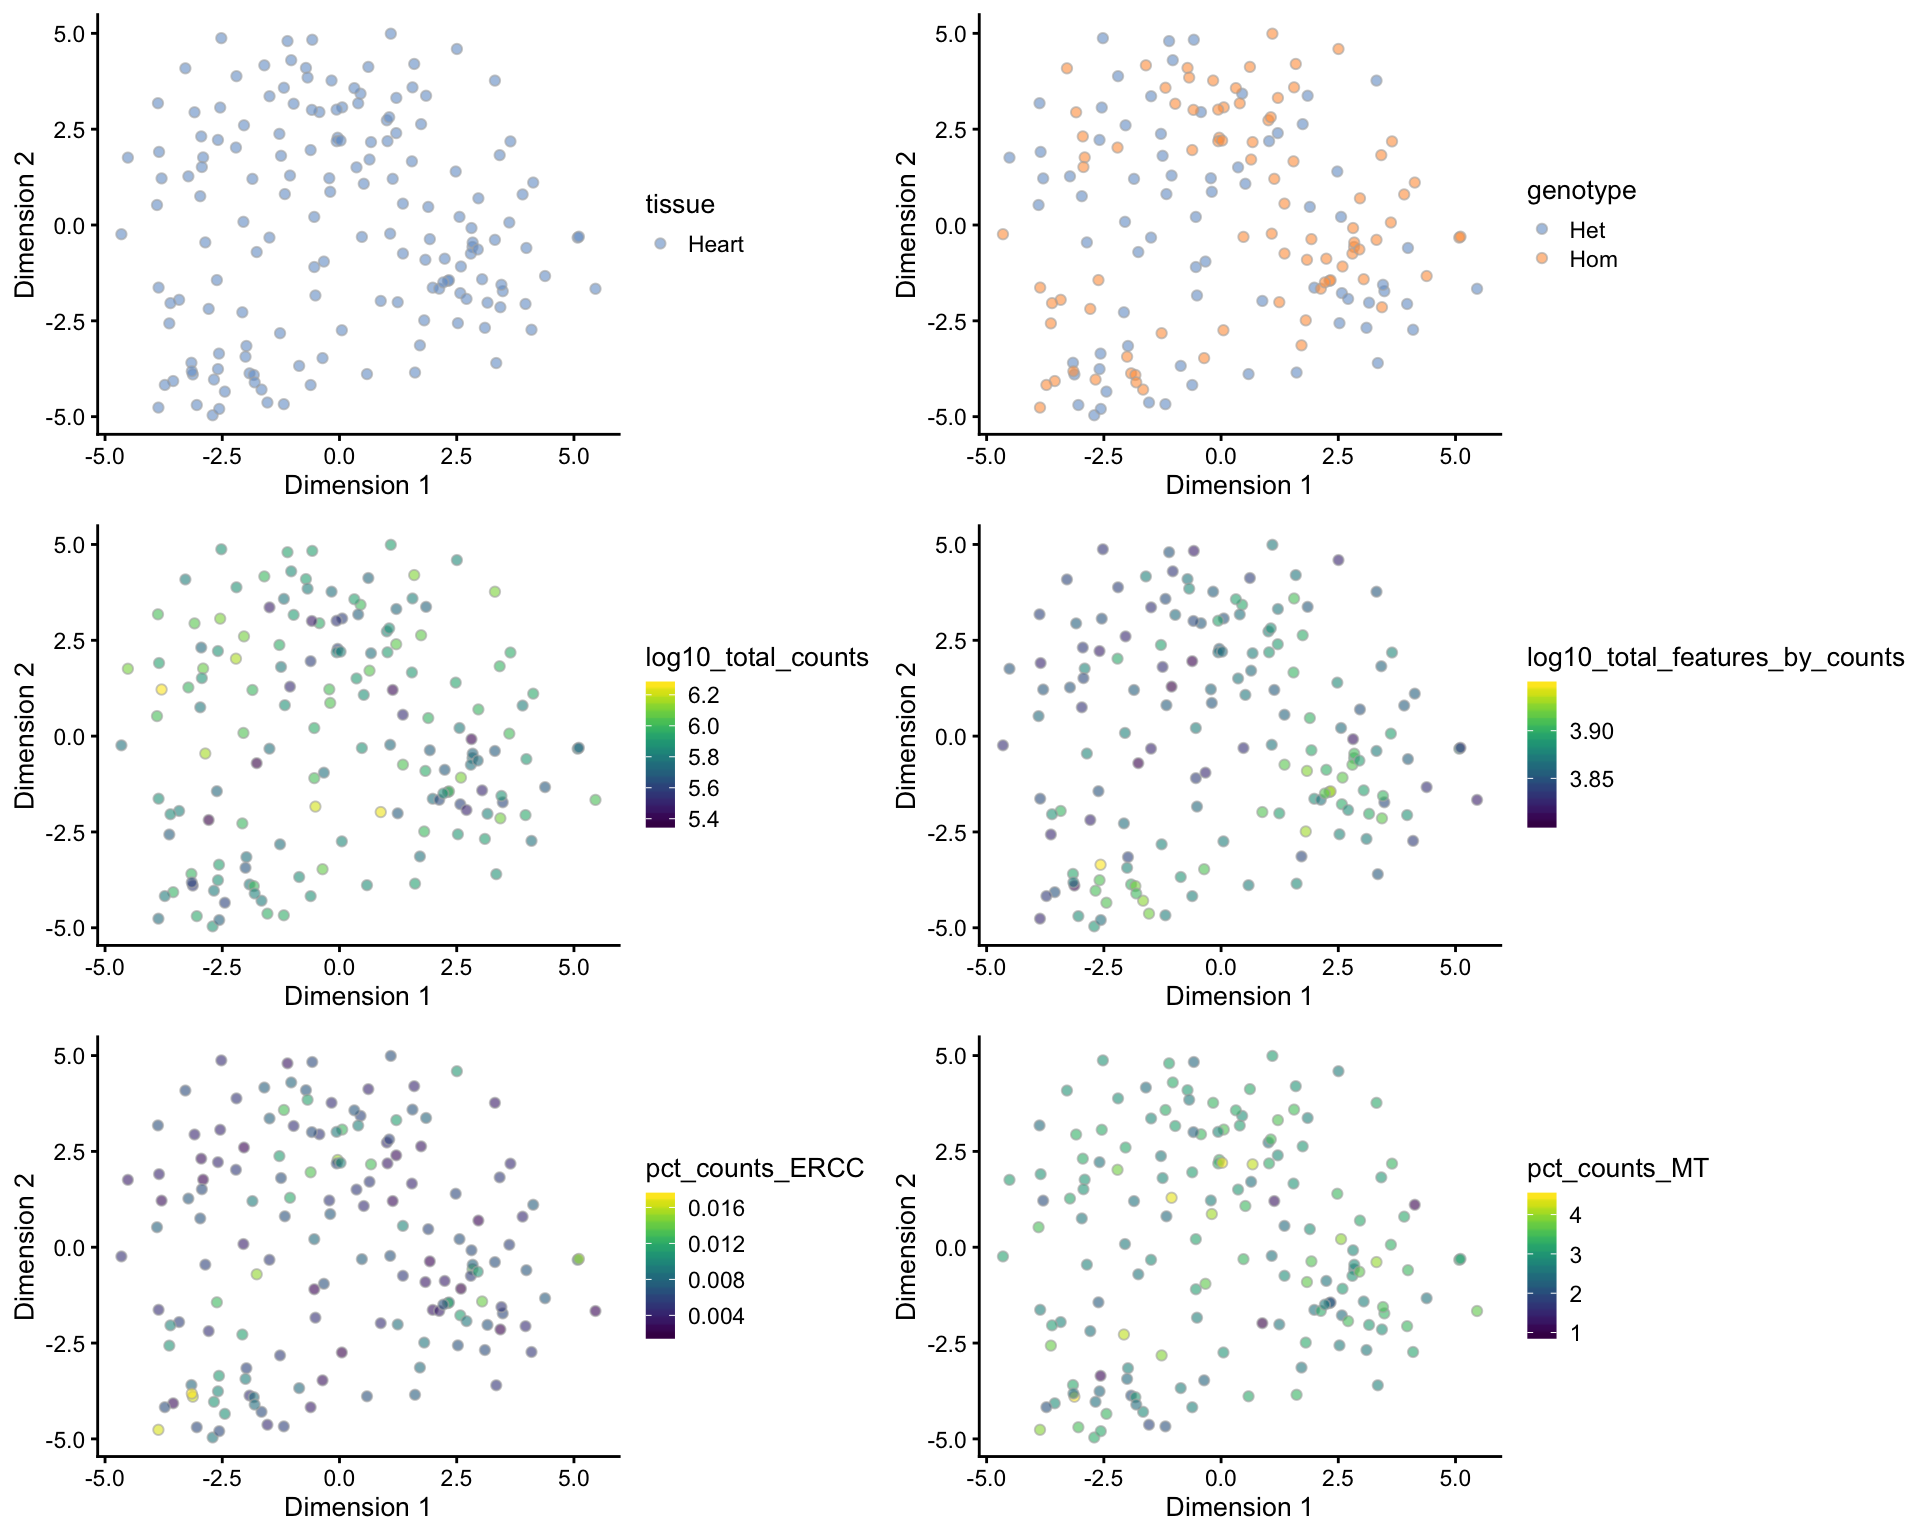 5.0
2.5
0.0
-2.5
-5.0
Dimension 2
-5.0 -2.5 0.0 2.5 5.0
Dimension 1
tissue
Heart
5.0
2.5
0.0
-2.5
-5.0
Dimension 2
-5.0 -2.5 0.0 2.5 5.0
Dimension 1
genotype
Het
Hom
5.0
2.5
0.0
-2.5
-5.0
Dimension 2
-5.0 -2.5 0.0 2.5 5.0
Dimension 1
log10_total_counts
6.2
6.0
5.8
5.6
5.4
5.0
2.5
0.0
-2.5
-5.0
Dimension 2
-5.0 -2.5 0.0 2.5 5.0
Dimension 1
log10_total_features_by_counts
3.90
3.85
5.0
2.5
0.0
-2.5
-5.0
Dimension 2
-5.0 -2.5 0.0 2.5 5.0
Dimension 1
pct_counts_ERCC
0.016
0.012
0.008
0.004
5.0
2.5
0.0
-2.5
-5.0
Dimension 2
-5.0 -2.5 0.0 2.5 5.0
Dimension 1
pct_counts_MT
4
3
2
1